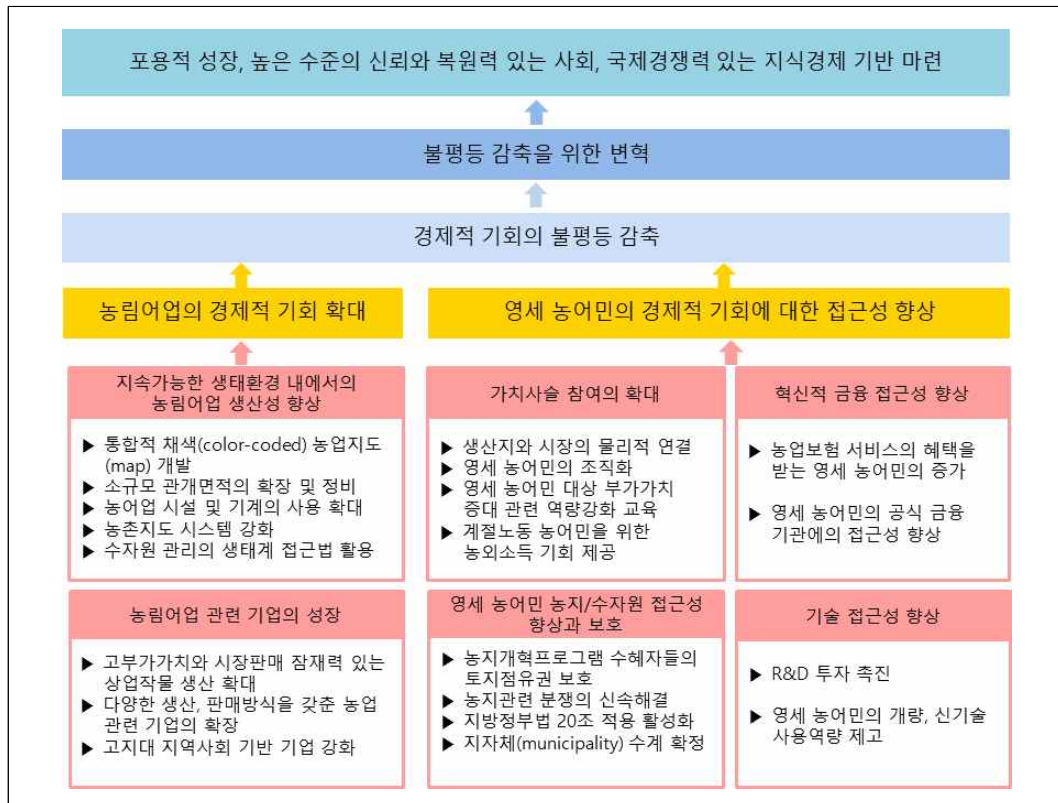 포용적 성장, 높은 수준의 신뢰와 복원력 있는 사회, 국제경쟁력 있는 지식경제 기반 마련
불평등 감축을 위한 변혁
경제적 기회의 불평등 감축
농림어업의 경제적 기회 확대
영세 농어민의 경제적 기회에 대한 접근성 향상
지속가능한 생태환경 내에서의
농림어업 생산성 향상
▶ 통합적 채색(color-coded) 농업지도
(map) 개발
▶ 소규모 관개면적의 확장 및 정비
▶ 농어업 시설 및 기계의 사용 확대
▶ 농촌지도 시스템 강화
▶ 수자원 관리의 생태계 접근법 활용
가치사술 참여의 확대
▶ 생산지와 시장의 물리적 연결
▶ 영세 농어민의 조직화
▶ 영세 농어민 대상 부가가치
증대 관련 역량강화 교육
▶ 계절노동 농어민을 위한
농외소득 기회 제공
혁신적 금융 접근성 향상
▶ 농업보험 서비스의 혜택을
받는 영세 농어민의 증가
▶ 영세 농어민의 공식 금융
기관에의 접근성 향상
농림어업 관련 기업의 성장
▶ 고부가가치와 시장판매 잠재력 있는
상업작물 생산 확대
▶ 다양한 생산, 판매방식을 갖춘 농업
관련 기업의 확장
▶ 고지대 지역사회 기반 기업 강화
영세 농어민 농지/수자원 접근성
향상과 보호
▶ 농지개혁프로그램 수혜자들의
토지점유권 보호
▶ 농지관련 분쟁의 신속해결
▶ 지방정부법 20조 적용 활성화
▶ 지자체(municipality) 수계 확정
기술 접근성 향상
▶ R&D 투자 촉진
▶ 영세 농어민의 개량, 신기술
사용역량 제고